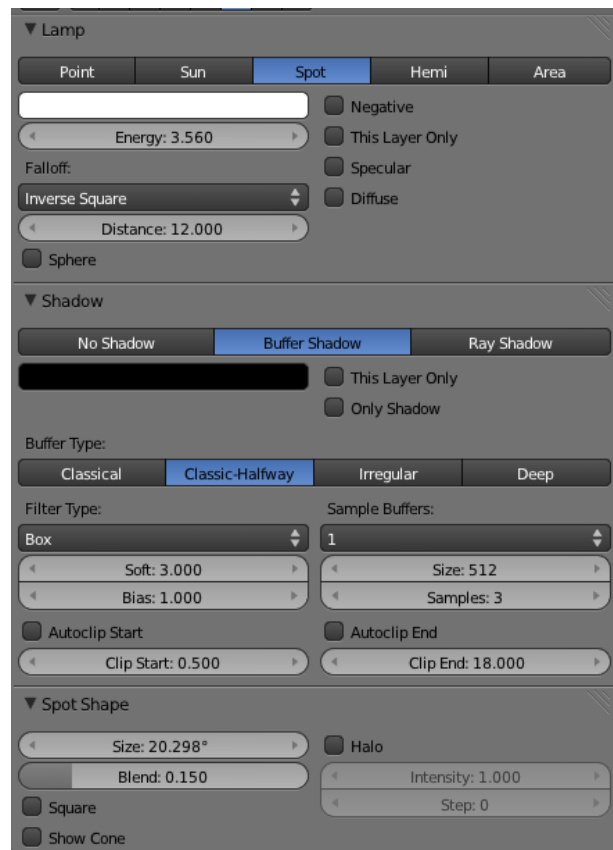 Lamp
Point Sun Spot Hemi Area
Negative
Energy: 3.560 This Layer Only
Falloff: Specular
Inverse Square Diffuse
Distance: 12.000
Sphere
Shadow
No Shadow Buffer Shadow Ray Shadow
This Layer Only
Only Shadow
Buffer Type:
Classical Classic-Halfway Irregular Deep
Filter Type: Sample Buffers:
Box 1
Soft: 3.000 Size: 512
Bias: 1.000 Samples: 3
Autoclip Start Autoclip End
Clip Start: 0.500 Clip End: 18.000
Spot Shape
Size: 20.298° Halo
Blend: 0.150 Intensity: 1.000
Square Step: 0
Show Cone